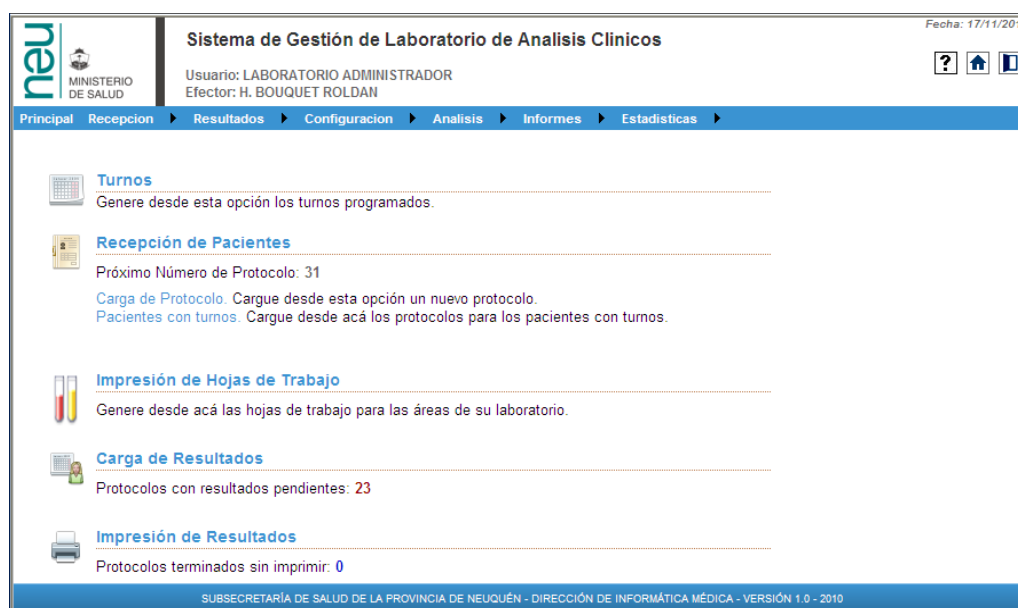 Fecha: 17/11/201
neu
MINISTERIO
DE SALUD
Sistema de Gestión de Laboratorio de Analisis Clinicos
Usuario: LABORATORIO ADMINISTRADOR
Efector: H. BOUQUET ROLDAN
?
Principal Recepcion Resultados Configuracion Analisis Informes Estadisticas
Turnos
Genere desde esta opción los turnos programados.
Recepción de Pacientes
Próximo Número de Protocolo: 31
Carga de Protocolo. Cargue desde esta opción un nuevo protocolo.
Pacientes con turnos. Cargue desde acá los protocolos para los pacientes con turnos.
Impresión de Hojas de Trabajo
Genere desde acá las hojas de trabajo para las áreas de su laboratorio.
Carga de Resultados
Protocolos con resultados pendientes: 23
Impresión de Resultados
Protocolos terminados sin imprimir: 0
SUBSECRETARÍA DE SALUD DE LA PROVINCIA DE NEUQUÉN - DIRECCIÓN DE INFORMÁTICA MÉDICA - VERSIÓN 1.0 - 2010